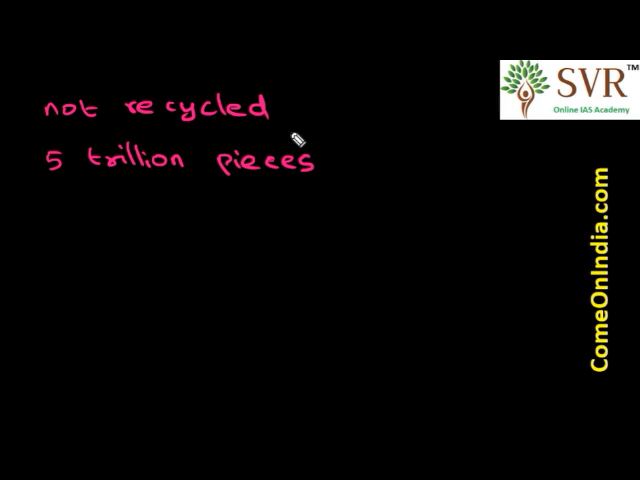 not recycled
5 trillion pieces
SVR™
Online IAS Academy
ComeOnIndia.com